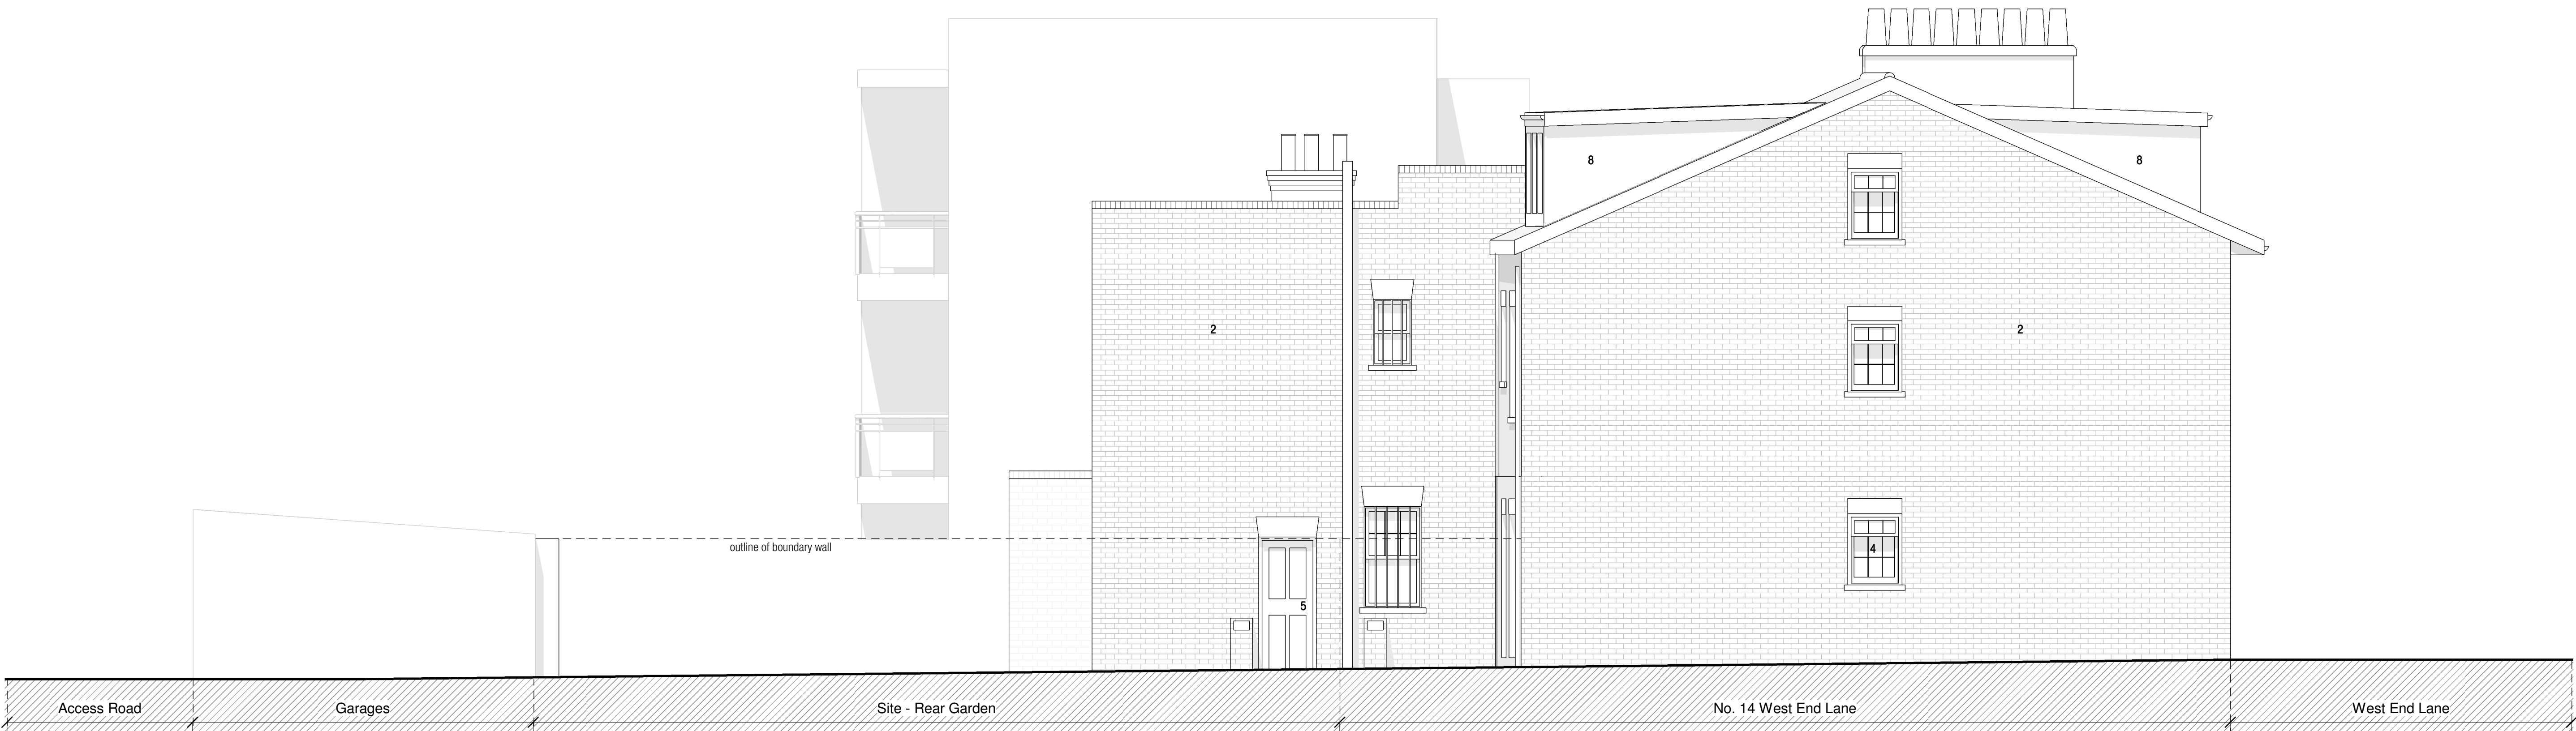 8
8
2
2
outline of boundary wall
4
5
Access Road
Garages
Site - Rear Garden
No. 14 West End Lane
West End Lane